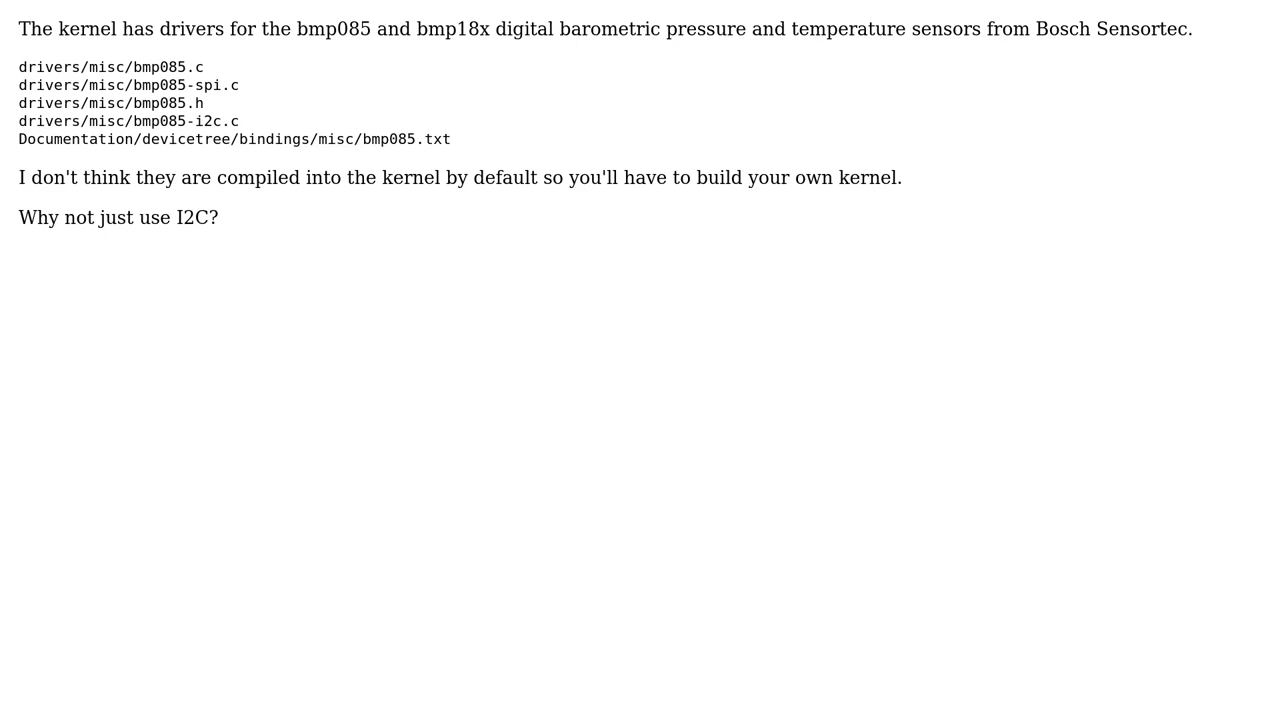 The kernel has drivers for the bmp085 and bmp18x digital barometric pressure and temperature sensors from Bosch Sensortec.
drivers/misc/bmp085.c
drivers/misc/bmp085-spi.c
drivers/misc/bmp085.h
drivers/misc/bmp085-i2c.c
Documentation/devicetree/bindings/misc/bmp085.txt
I don't think they are compiled into the kernel by default so you'll have to build your own kernel.
Why not just use I2C?